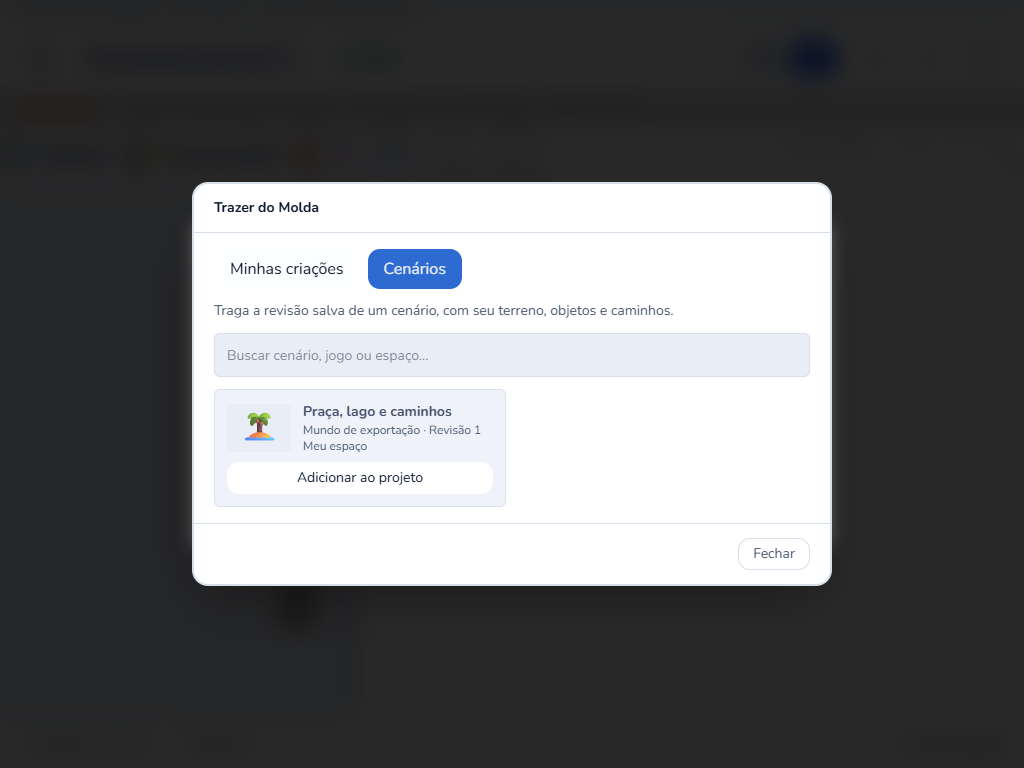 Trazer do Molda
Minhas criações
Cenários
Traga a revisão salva de um cenário, com seu terreno, objetos e caminhos.
Buscar cenário, jogo ou espaço...
Praça, lago e caminhos
Mundo de exportação · Revisão 1
Meu espaço
Adicionar ao projeto
Fechar